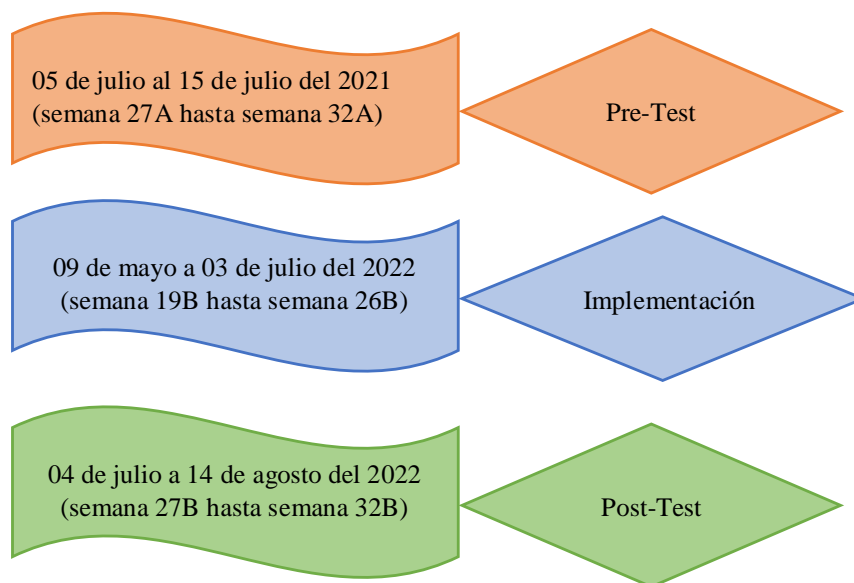 05 de julio al 15 de julio del 2021
(semana 27A hasta semana 32A)
Pre-Test
09 de mayo a 03 de julio del 2022
(semana 19B hasta semana 26B)
Implementación
04 de julio a 14 de agosto del 2022
(semana 27B hasta semana 32B)
Post-Test